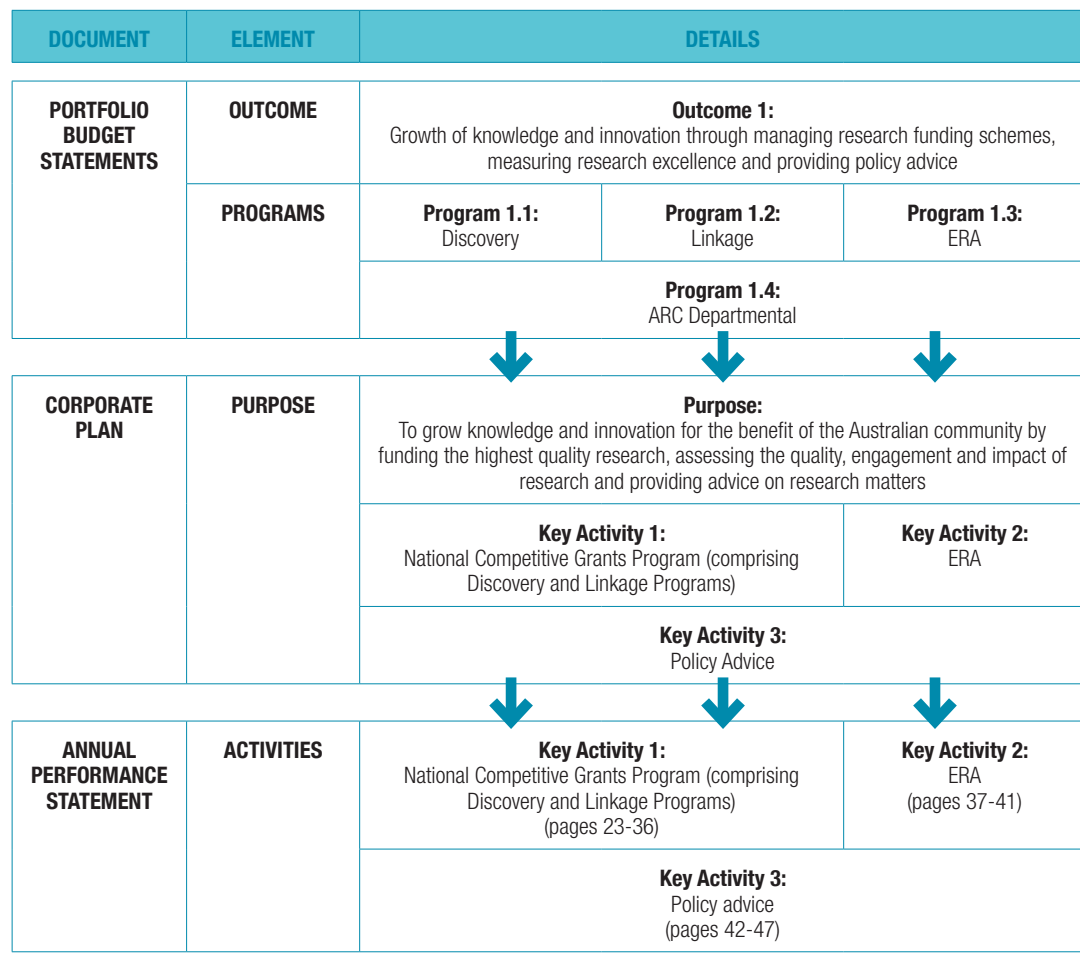 DOCUMENT
ELEMENT
DETAILS
PORTFOLIO
BUDGET
STATEMENTS
OUTCOME
Outcome 1:
Growth of knowledge and innovation through managing research funding schemes,
measuring research excellence and providing policy advice
PROGRAMS
Program 1.1:
Discovery
Program 1.2:
Linkage
Program 1.3:
ERA
Program 1.4:
ARC Departmental
CORPORATE
PLAN
PURPOSE
Purpose:
To grow knowledge and innovation for the benefit of the Australian community by
funding the highest quality research, assessing the quality, engagement and impact of
research and providing advice on research matters
Key Activity 1:
National Competitive Grants Program (comprising
Discovery and Linkage Programs)
Key Activity 2:
ERA
Key Activity 3:
Policy Advice
ANNUAL
PERFORMANCE
STATEMENT
ACTIVITIES
Key Activity 1:
National Competitive Grants Program (comprising
Discovery and Linkage Programs)
(pages 23-36)
Key Activity 2:
ERA
(pages 37-41)
Key Activity 3:
Policy advice
(pages 42-47)